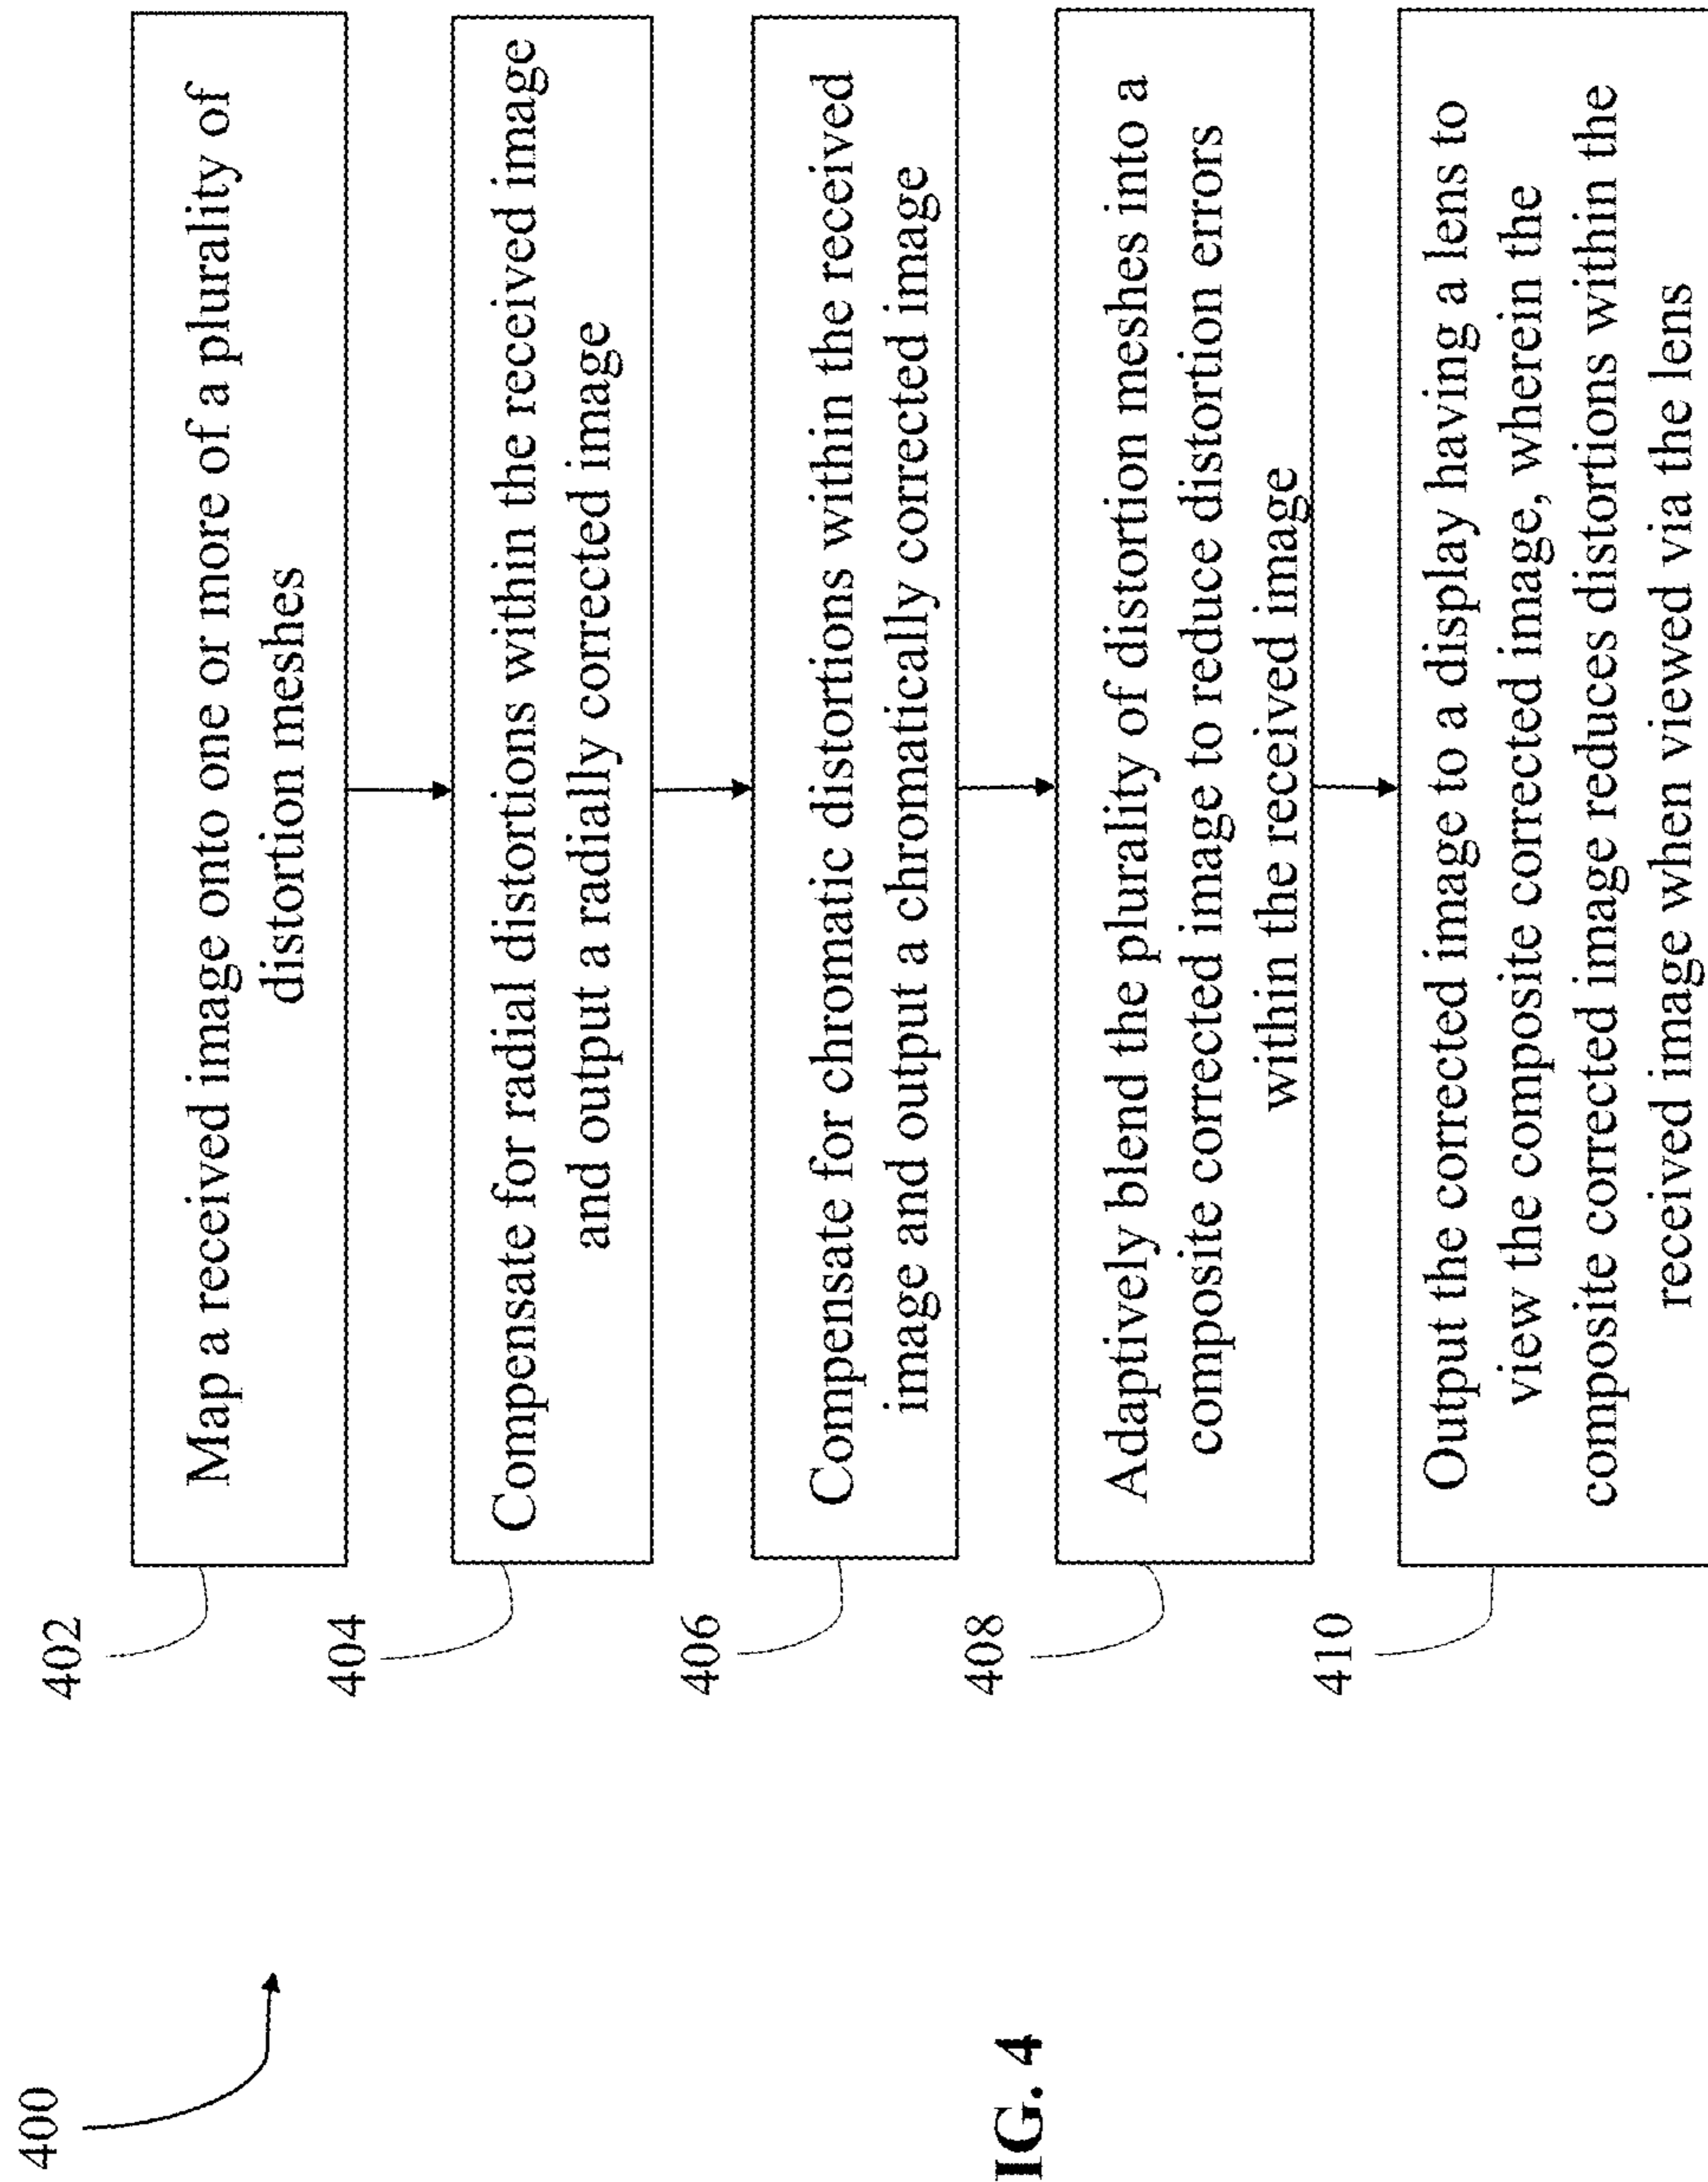 400
402
Map a received image onto one or more of a plurality of
distortion meshes
404
Compensate for radial distortions within the received image
and output a radially corrected image
406
Compensate for chromatic distortions within the received
image and output a chromatically corrected image
408
Adaptively blend the plurality of distortion meshes into a
composite corrected image to reduce distortion errors
within the received image
410
Output the corrected image to a display having a lens to
view the composite corrected image, wherein the
composite corrected image reduces distortions within the
received image when viewed via the lens
IG. 4